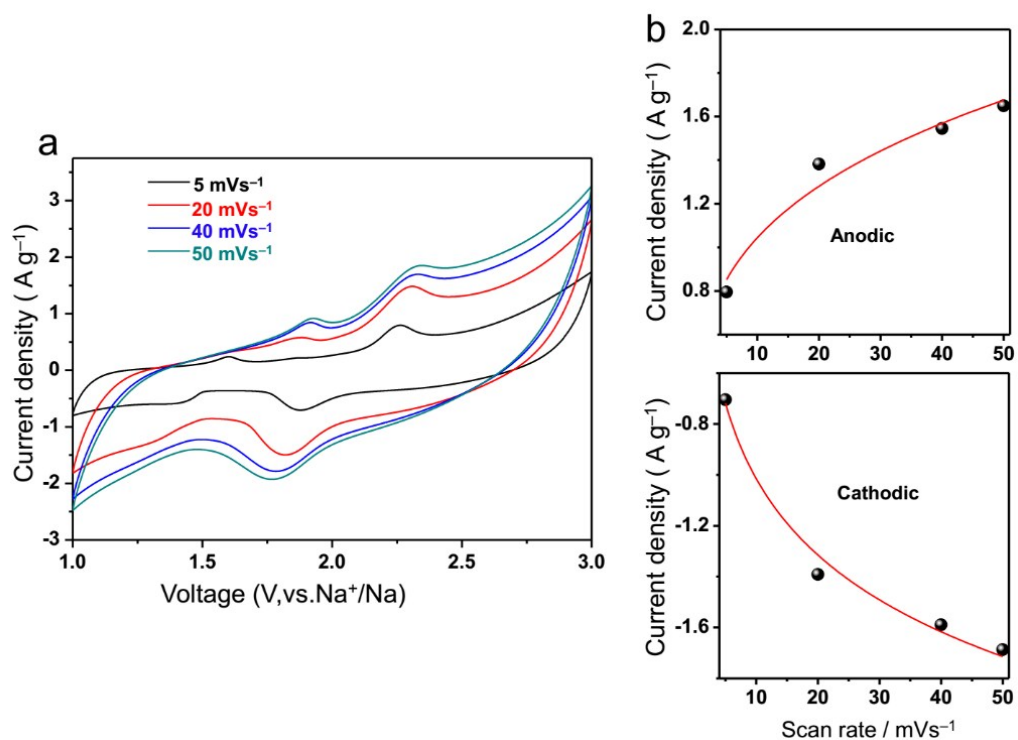 a
5 mVs⁻¹
20 mVs⁻¹
40 mVs⁻¹
50 mVs⁻¹
Current density ( A g⁻¹)
3
2
1
0
-1
-2
-3
1.0 1.5 2.0 2.5 3.0
Voltage (V,vs.Na⁺/Na)
b
Current density ( A g⁻¹)
2.0
1.6
1.2
0.8
Anodic
10 20 30 40 50
Current density ( A g⁻¹)
-0.8
-1.2
-1.6
Cathodic
10 20 30 40 50
Scan rate / mVs⁻¹